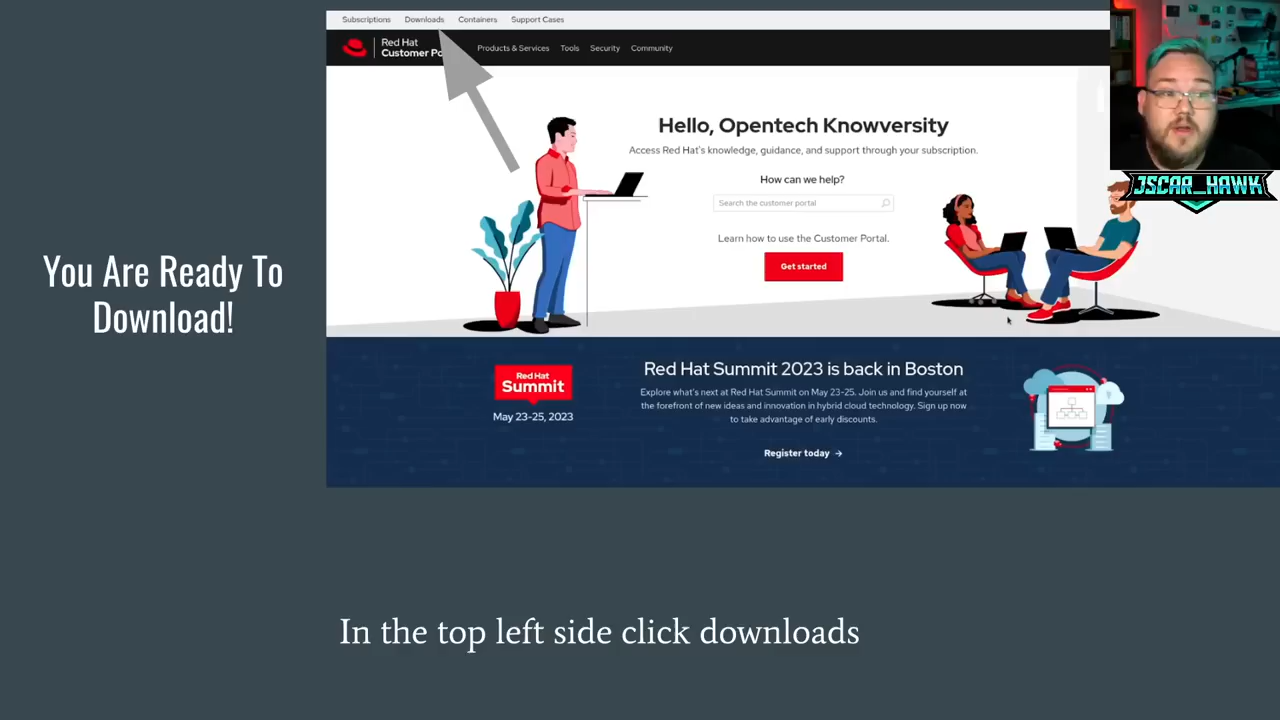 Subscriptions Downloads Containers Support Cases
Red Hat
Customer Po
Products & Services Tools Security Community
Hello, Opentech Knowversity
Access Red Hat's knowledge, guidance, and support through your subscription.
How can we help?
Search the customer portal
Learn how to use the Customer Portal.
Get started
JSCAR_HAWK
You Are Ready To
Download!
Red Hat
Summit
May 23-25, 2023
Red Hat Summit 2023 is back in Boston
Explore what's next at Red Hat Summit on May 23-25. Join us and find yourself at
the forefront of new ideas and innovation in hybrid cloud technology. Sign up now
to take advantage of early discounts.
Register today →
In the top left side click downloads